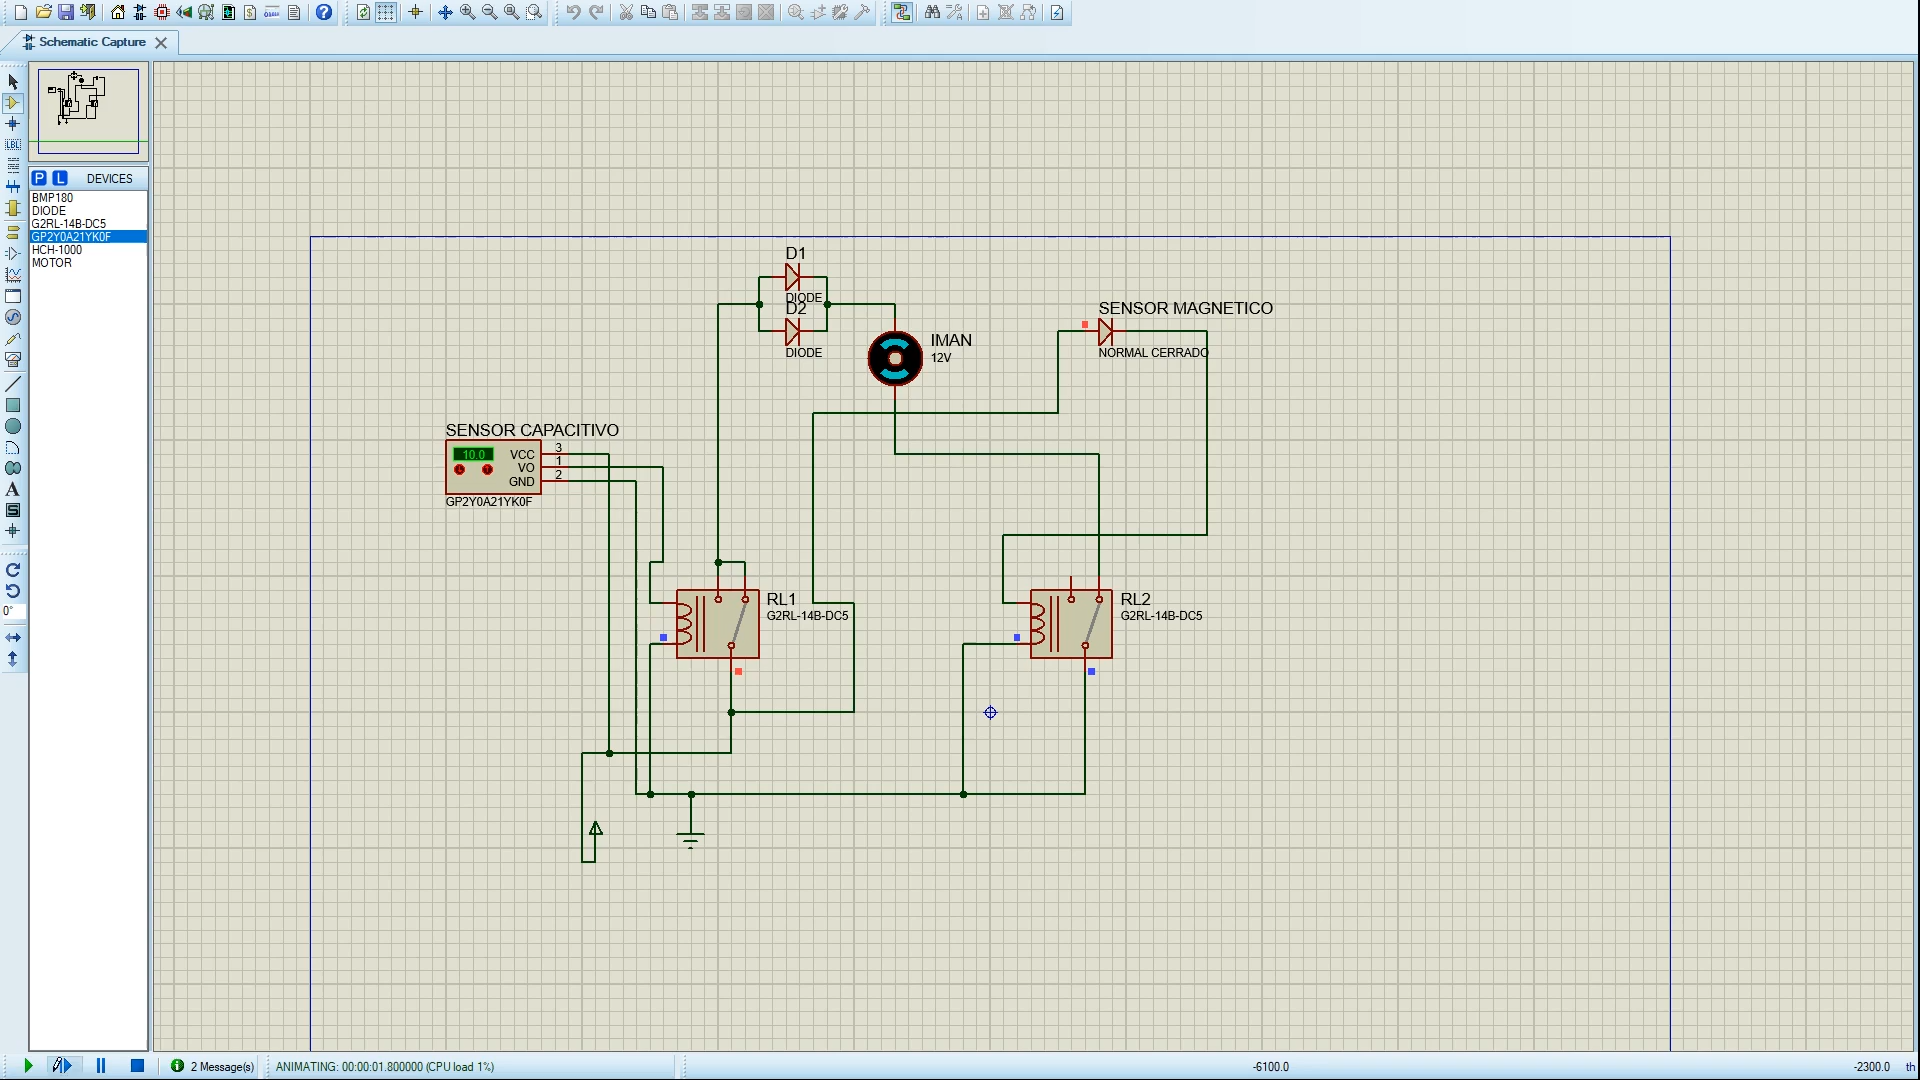 Schematic Capture
P L DEVICES
BMP180
DIODE
G2RL-14B-DC5
GP2Y0A21YK0F
HCH-1000
MOTOR
LBL
A
S
0°
D1
DIODE
D2
DIODE
IMAN
12V
SENSOR MAGNETICO
NORMAL CERRADO
SENSOR CAPACITIVO
10.0
VCC 3
VO 1
GND 2
GP2Y0A21YK0F
RL1
G2RL-14B-DC5
RL2
G2RL-14B-DC5
2 Message(s)
ANIMATING: 00:00:01.800000 (CPU load 1%)
-6100.0
-2300.0
th